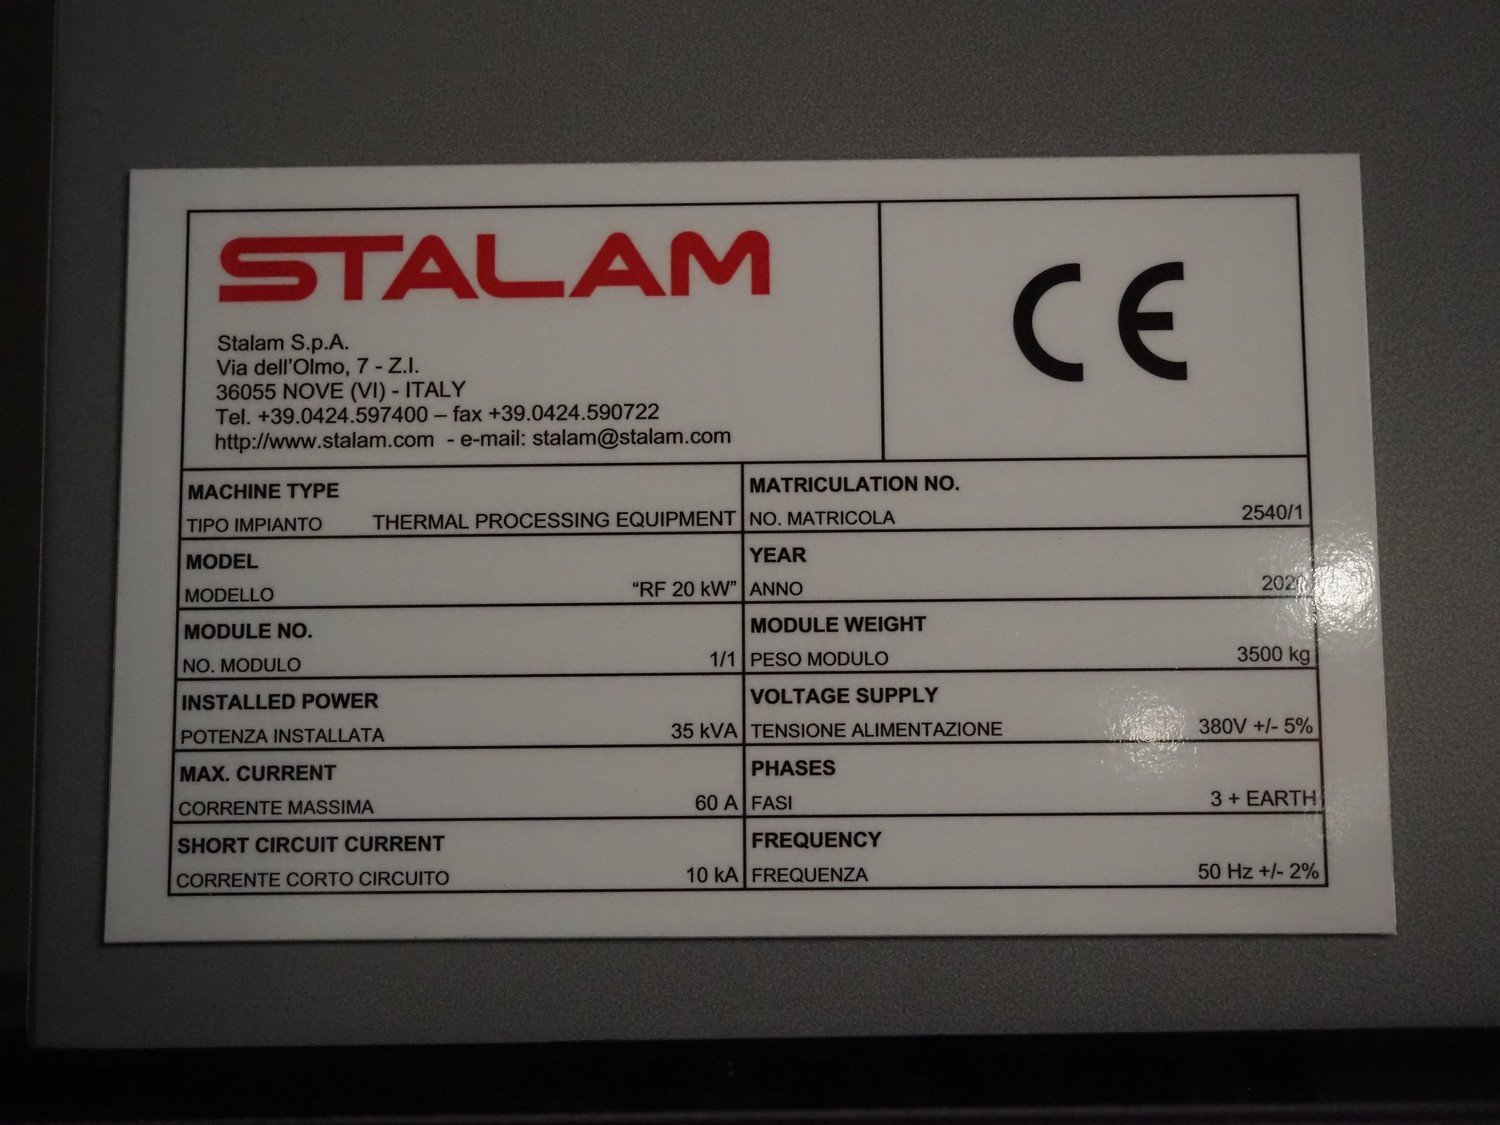 STALAM
CE
Stalam S.p.A.
Via dell'Olmo, 7 - Z.I.
36055 NOVE (VI) - ITALY
Tel. +39.0424.597400 – fax +39.0424.590722
http://www.stalam.com - e-mail: stalam@stalam.com
MACHINE TYPE
TIPO IMPIANTO THERMAL PROCESSING EQUIPMENT
MATRICULATION NO.
NO. MATRICOLA 2540/1
MODEL
MODELLO “RF 20 kW”
YEAR
ANNO
MODULE NO.
NO. MODULO 1/1
MODULE WEIGHT
PESO MODULO 3500 kg
INSTALLED POWER
POTENZA INSTALLATA 35 kVA
VOLTAGE SUPPLY
TENSIONE ALIMENTAZIONE 380V +/- 5%
MAX. CURRENT
CORRENTE MASSIMA 60 A
PHASES
FASI 3 + EARTH
SHORT CIRCUIT CURRENT
CORRENTE CORTO CIRCUITO 10 kA
FREQUENCY
FREQUENZA 50 Hz +/- 2%